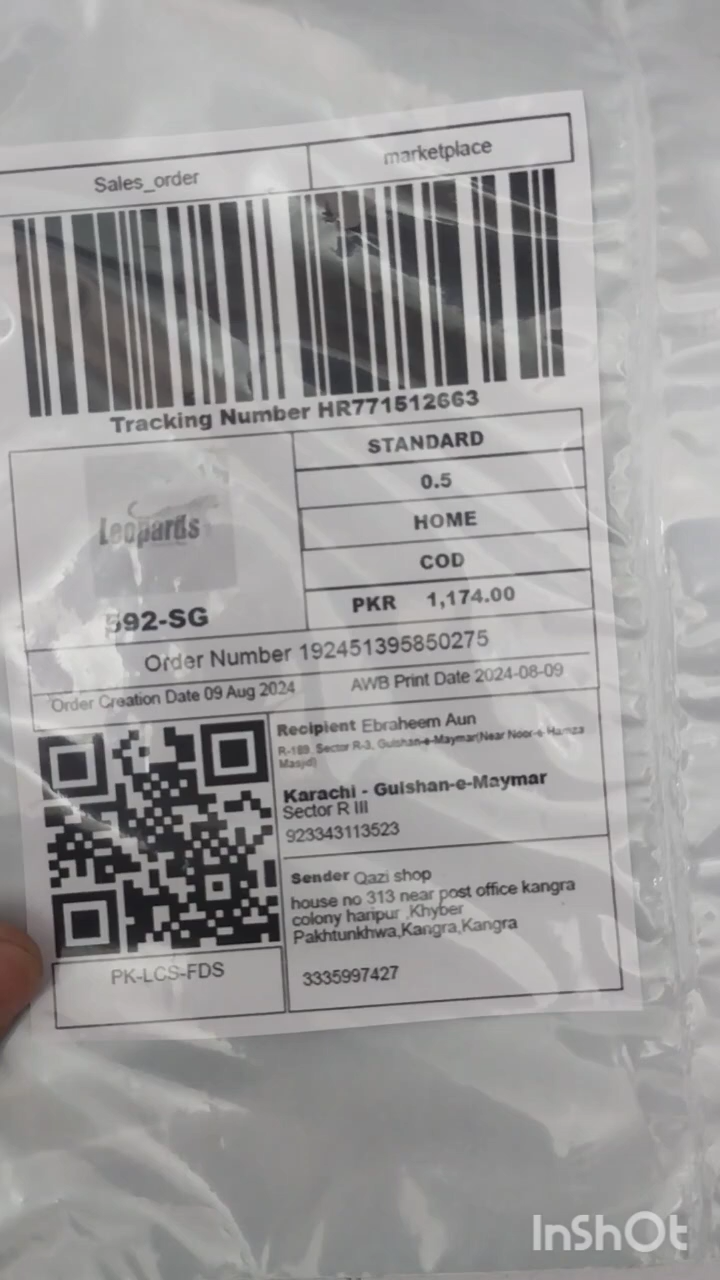 Sales_order
marketplace
Tracking Number HR771512663
Leopards
592-SG
STANDARD
0.5
HOME
COD
PKR 1,174.00
Order Number 192451395850275
Order Creation Date 09 Aug 2024
AWB Print Date 2024-08-09
Recipient Ebraheem Aun
R-189, Sector R-3, Gulshan-e-Maymar(Near Noor-e-Hamza
Masjid)
Karachi - Gulshan-e-Maymar
Sector R III
923343113523
Sender Qazi shop
house no 313 near post office kangra
colony haripur ,Khyber
Pakhtunkhwa,Kangra,Kangra
3335997427
PK-LCS-FDS
InShOt